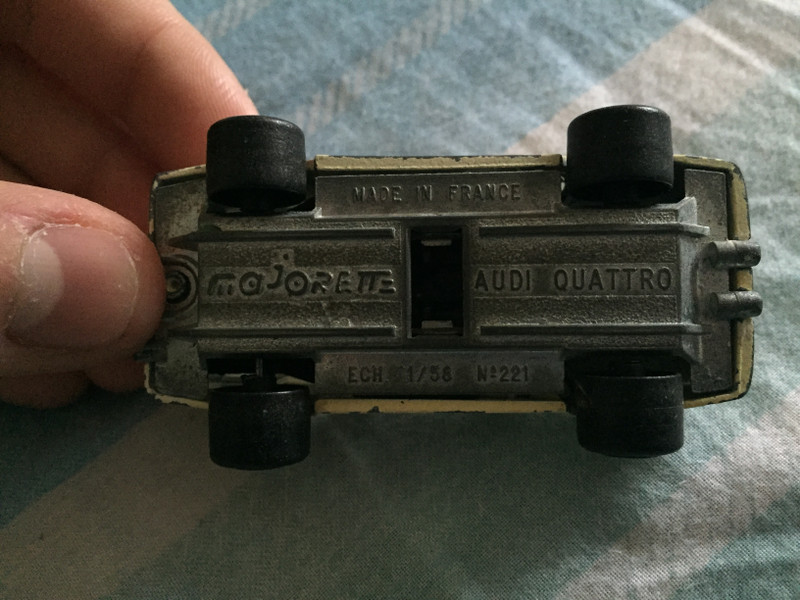 MADE IN FRANCE
majorette
AUDI QUATTRO
ECH 1/58 Nº221